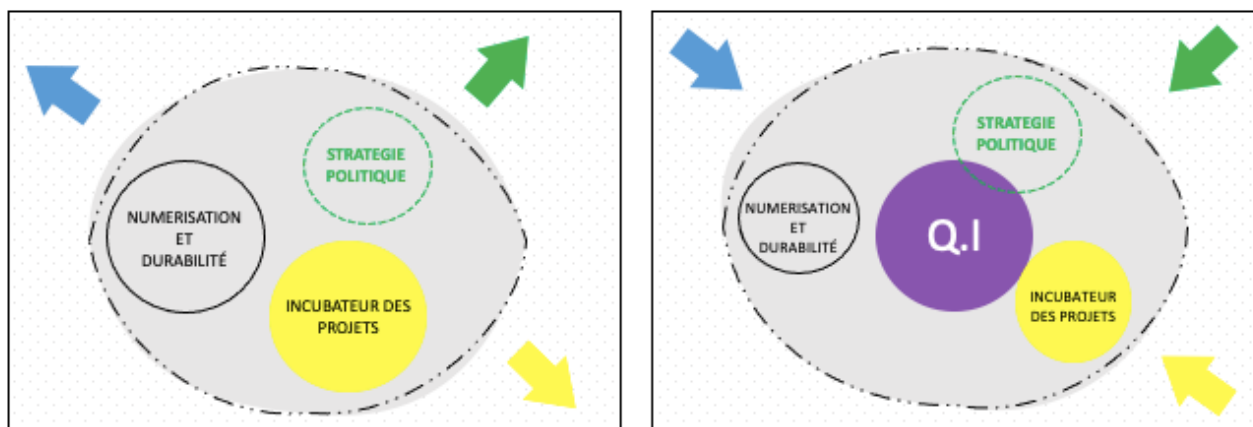 STRATEGIE
POLITIQUE
NUMERISATION
ET
DURABILITÉ
INCUBATEUR DES
PROJETS
STRATEGIE
POLITIQUE
NUMERISATION
ET
DURABILITÉ
Q.I
INCUBATEUR
DES PROJETS